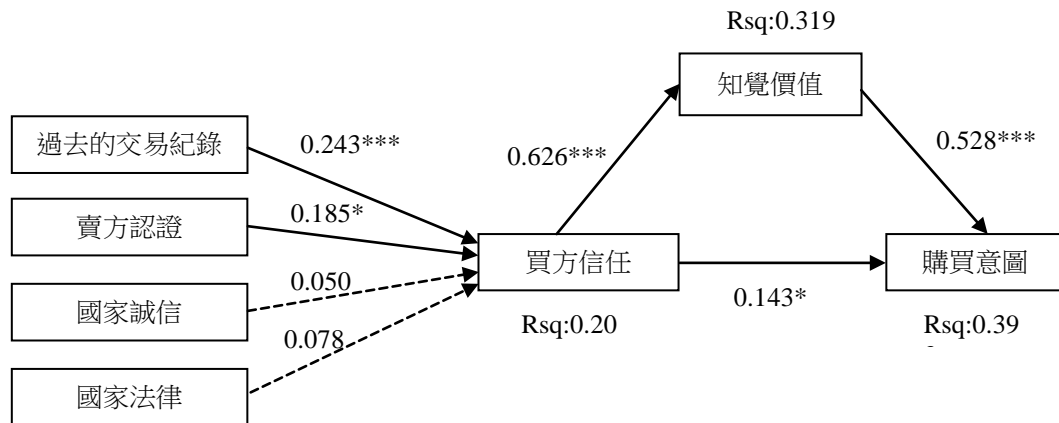 Rsq:0.319
知覺價值
過去的交易紀錄
0.243***
0.626***
0.528***
賣方認證
0.185*
買方信任
購買意圖
國家誠信
0.050
0.143*
Rsq:0.20
Rsq:0.39
0.078
國家法律